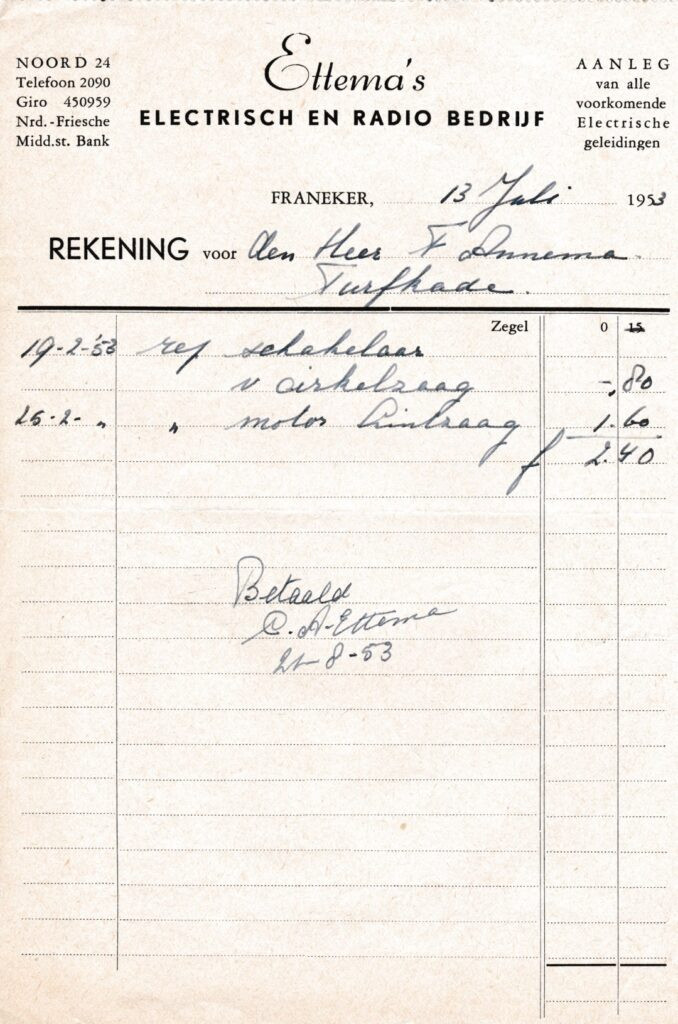 NOORD 24
Telefoon 2090
Giro 450959
Nrd.-Friesche
Midd.st. Bank
Ettema's
ELECTRISCH EN RADIO BEDRIJF
AANLEG
van alle
voorkomende
Electrische
geleidingen
FRANEKER, 13 Juli 1953
REKENING voor den Heer F Annema
Turfkade.
Zegel 0 15
19-2-'53 rep schakelaar
v cirkelzaag -,80
26-2- „ „ motor lintzaag 1.60
f 2.40
Betaald
C. A. Ettema
21-8-53